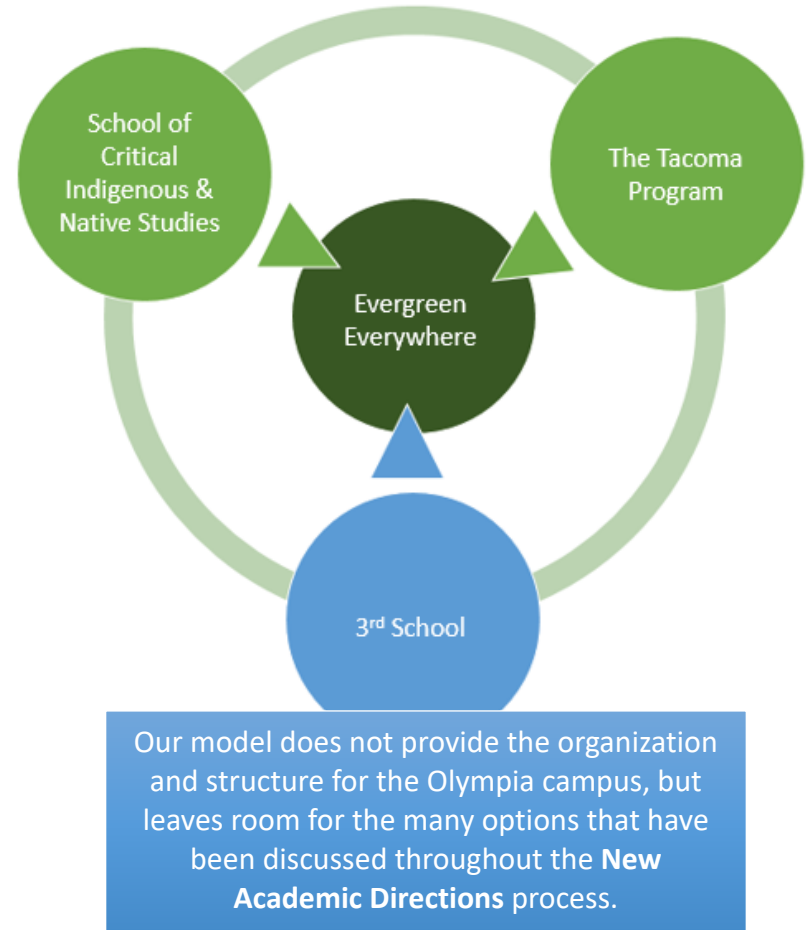 School of
Critical
Indigenous &
Native Studies
The Tacoma
Program
Evergreen
Everywhere
3rd School
Our model does not provide the organization
and structure for the Olympia campus, but
leaves room for the many options that have
been discussed throughout the New
Academic Directions process.